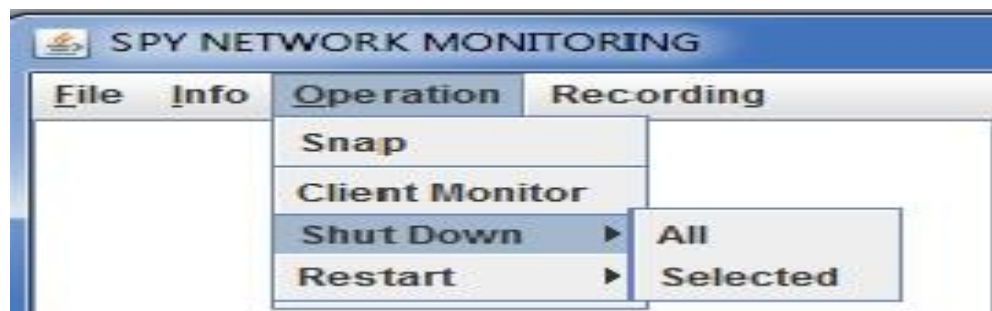 SPY NETWORK MONITORING
File Info Operation Recording
Snap
Client Monitor
Shut Down All
Restart Selected